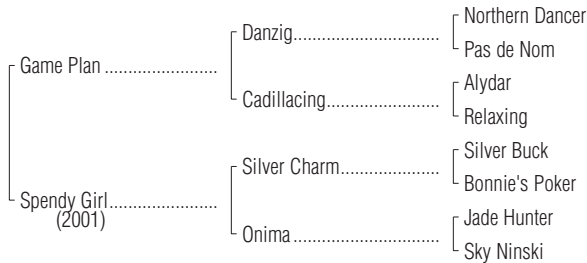 Northern Dancer
Danzig
Pas de Nom
Game Plan
Alydar
Cadillacing
Relaxing
Silver Buck
Silver Charm
Bonnie's Poker
Spendy Girl
(2001)
Jade Hunter
Onima
Sky Ninski